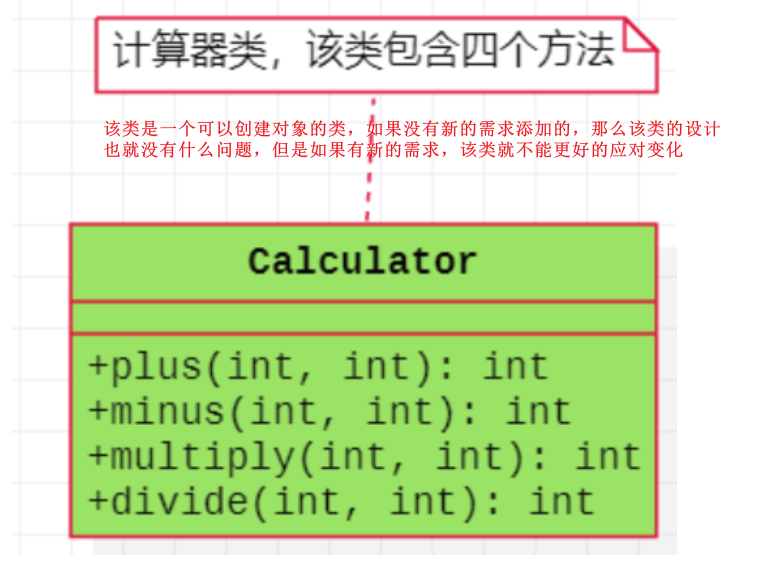 计算器类，该类包含四个方法
该类是一个可以创建对象的类，如果没有新的需求添加的，那么该类的设计
也就没有什么问题，但是如果有新的需求，该类就不能更好的应对变化
Calculator
+plus(int, int): int
+minus(int, int): int
+multiply(int, int): int
+divide(int, int): int